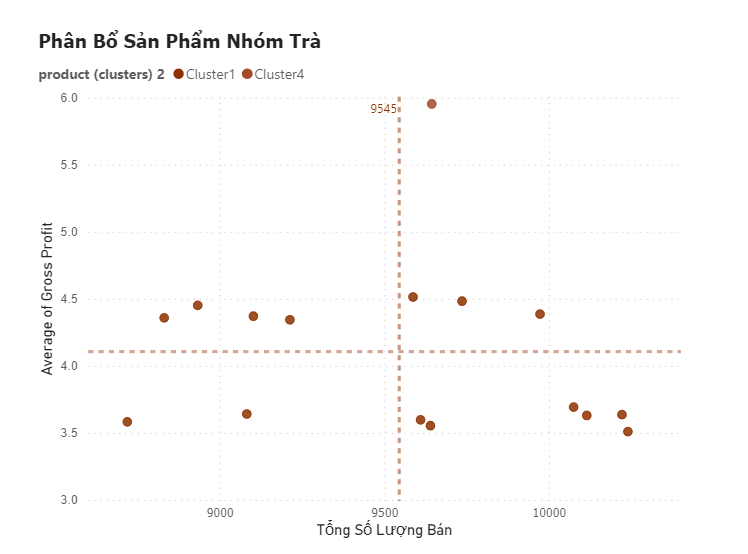 Phân Bổ Sản Phẩm Nhóm Trà
product (clusters) 2 Cluster1 Cluster4
6.0
9545
5.5
5.0
4.5
4.0
3.5
3.0
Average of Gross Profit
9000 9500 10000
Tổng Số Lượng Bán